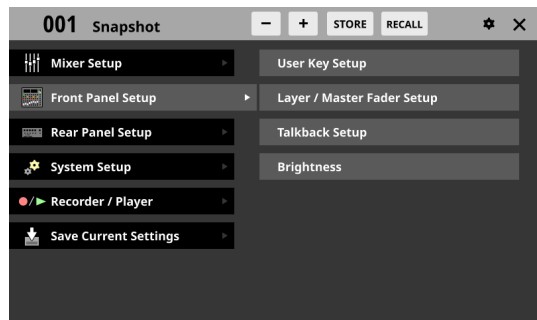 001 Snapshot
- + STORE RECALL
Mixer Setup
Front Panel Setup
Rear Panel Setup
System Setup
Recorder / Player
Save Current Settings
User Key Setup
Layer / Master Fader Setup
Talkback Setup
Brightness